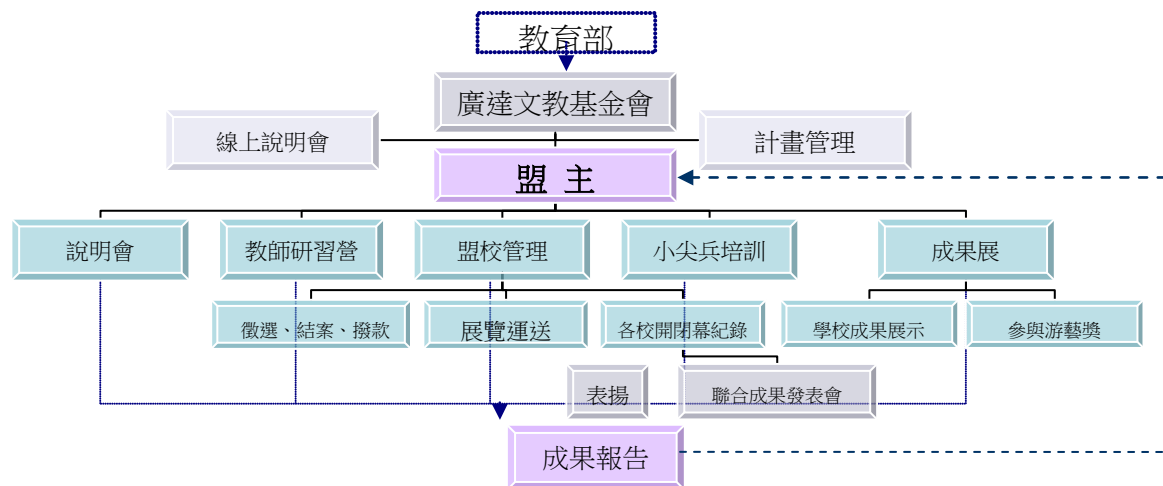 教育部
廣達文教基金會
線上說明會
計畫管理
盟 主
說明會
教師研習營
盟校管理
小尖兵培訓
成果展
徵選、結案、撥款
展覽運送
各校開閉幕紀錄
學校成果展示
參與游藝獎
表揚
聯合成果發表會
成果報告